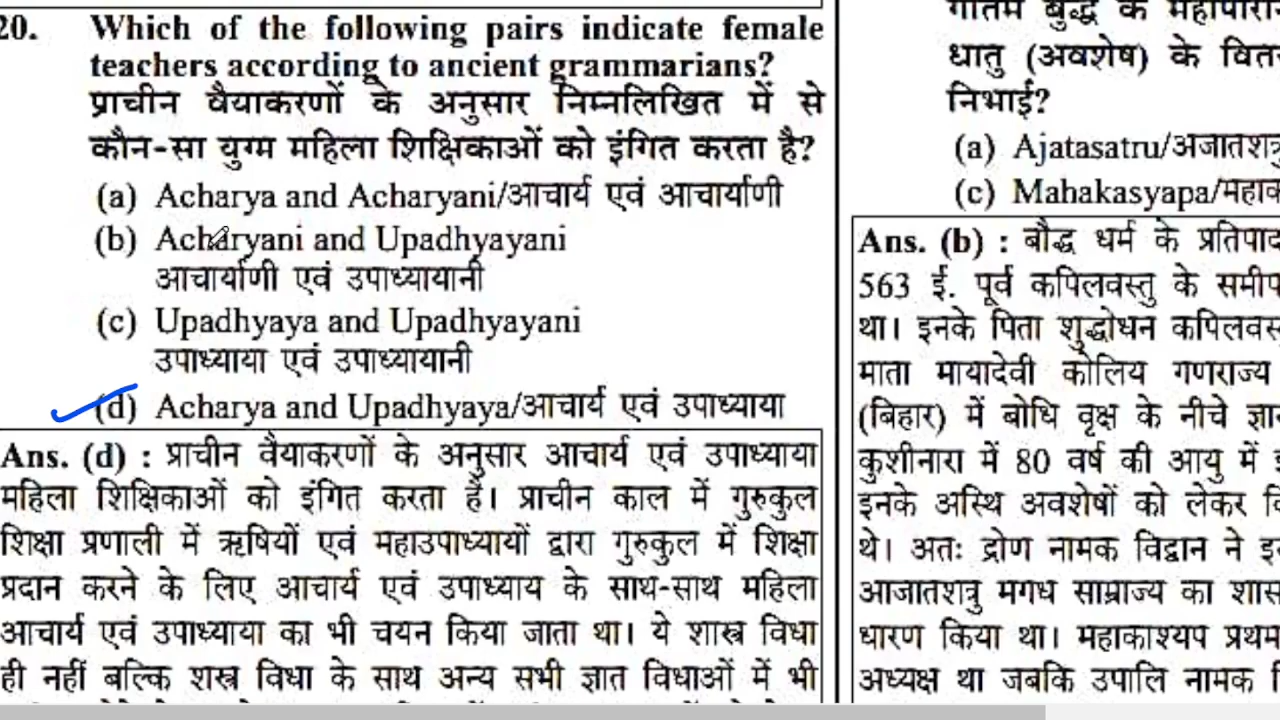 20. Which of the following pairs indicate female
teachers according to ancient grammarians?
प्राचीन वैयाकरणों के अनुसार निम्नलिखित में से
कौन-सा युग्म महिला शिक्षिकाओं को इंगित करता है?
(a) Acharya and Acharyani/आचार्य एवं आचार्याणी
(b) Acharyani and Upadhyayani
आचार्याणी एवं उपाध्यायानी
(c) Upadhyaya and Upadhyayani
उपाध्याया एवं उपाध्यायानी
(d) Acharya and Upadhyaya/आचार्य एवं उपाध्याया
Ans. (d) : प्राचीन वैयाकरणों के अनुसार आचार्य एवं उपाध्याया
महिला शिक्षिकाओं को इंगित करता है। प्राचीन काल में गुरुकुल
शिक्षा प्रणाली में ऋषियों एवं महाउपाध्यायों द्वारा गुरुकुल में शिक्षा
प्रदान करने के लिए आचार्य एवं उपाध्याय के साथ-साथ महिला
आचार्य एवं उपाध्याया का भी चयन किया जाता था। ये शास्त्र विधा
ही नहीं बल्कि शस्त्र विधा के साथ अन्य सभी ज्ञात विधाओं में भी
गौतम बुद्ध के
धातु (अवशेष) के
निभाई?
(a) Ajatasatru/अजातशत्रु
(c) Mahakasyapa/
Ans. (b) : बौद्ध धर्म के
563 ई. पूर्व कपिलवस्तु के समीप
था। इनके पिता शुद्धोधन
माता मायादेवी कोलिय गणराज्य
(बिहार) में बोधि वृक्ष के नीचे
कुशीनारा में 80 वर्ष की आयु में
इनके अस्थि अवशेषों को लेकर
थे। अतः द्रोण नामक विद्वान ने
आजातशत्रु मगध साम्राज्य का
धारण किया था। महाकाश्यप प्रथम
अध्यक्ष था जबकि उपालि नामक